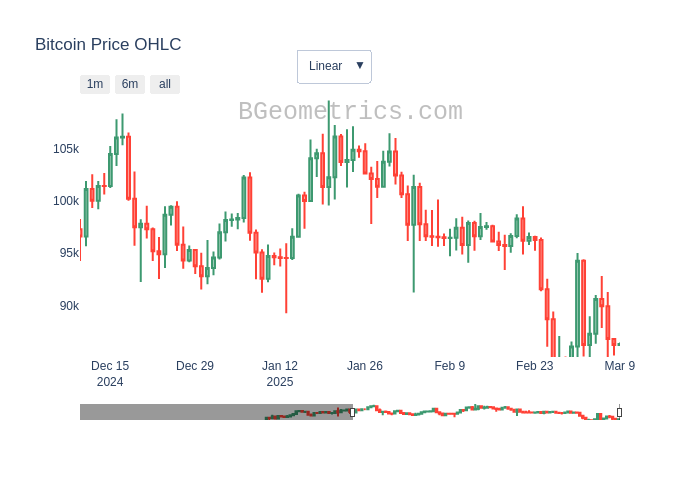 Bitcoin Price OHLC
Linear ▼
1m 6m all
BGeometrics.com
105k
100k
95k
90k
Dec 15 Dec 29 Jan 12 Jan 26 Feb 9 Feb 23 Mar 9
2024 2025